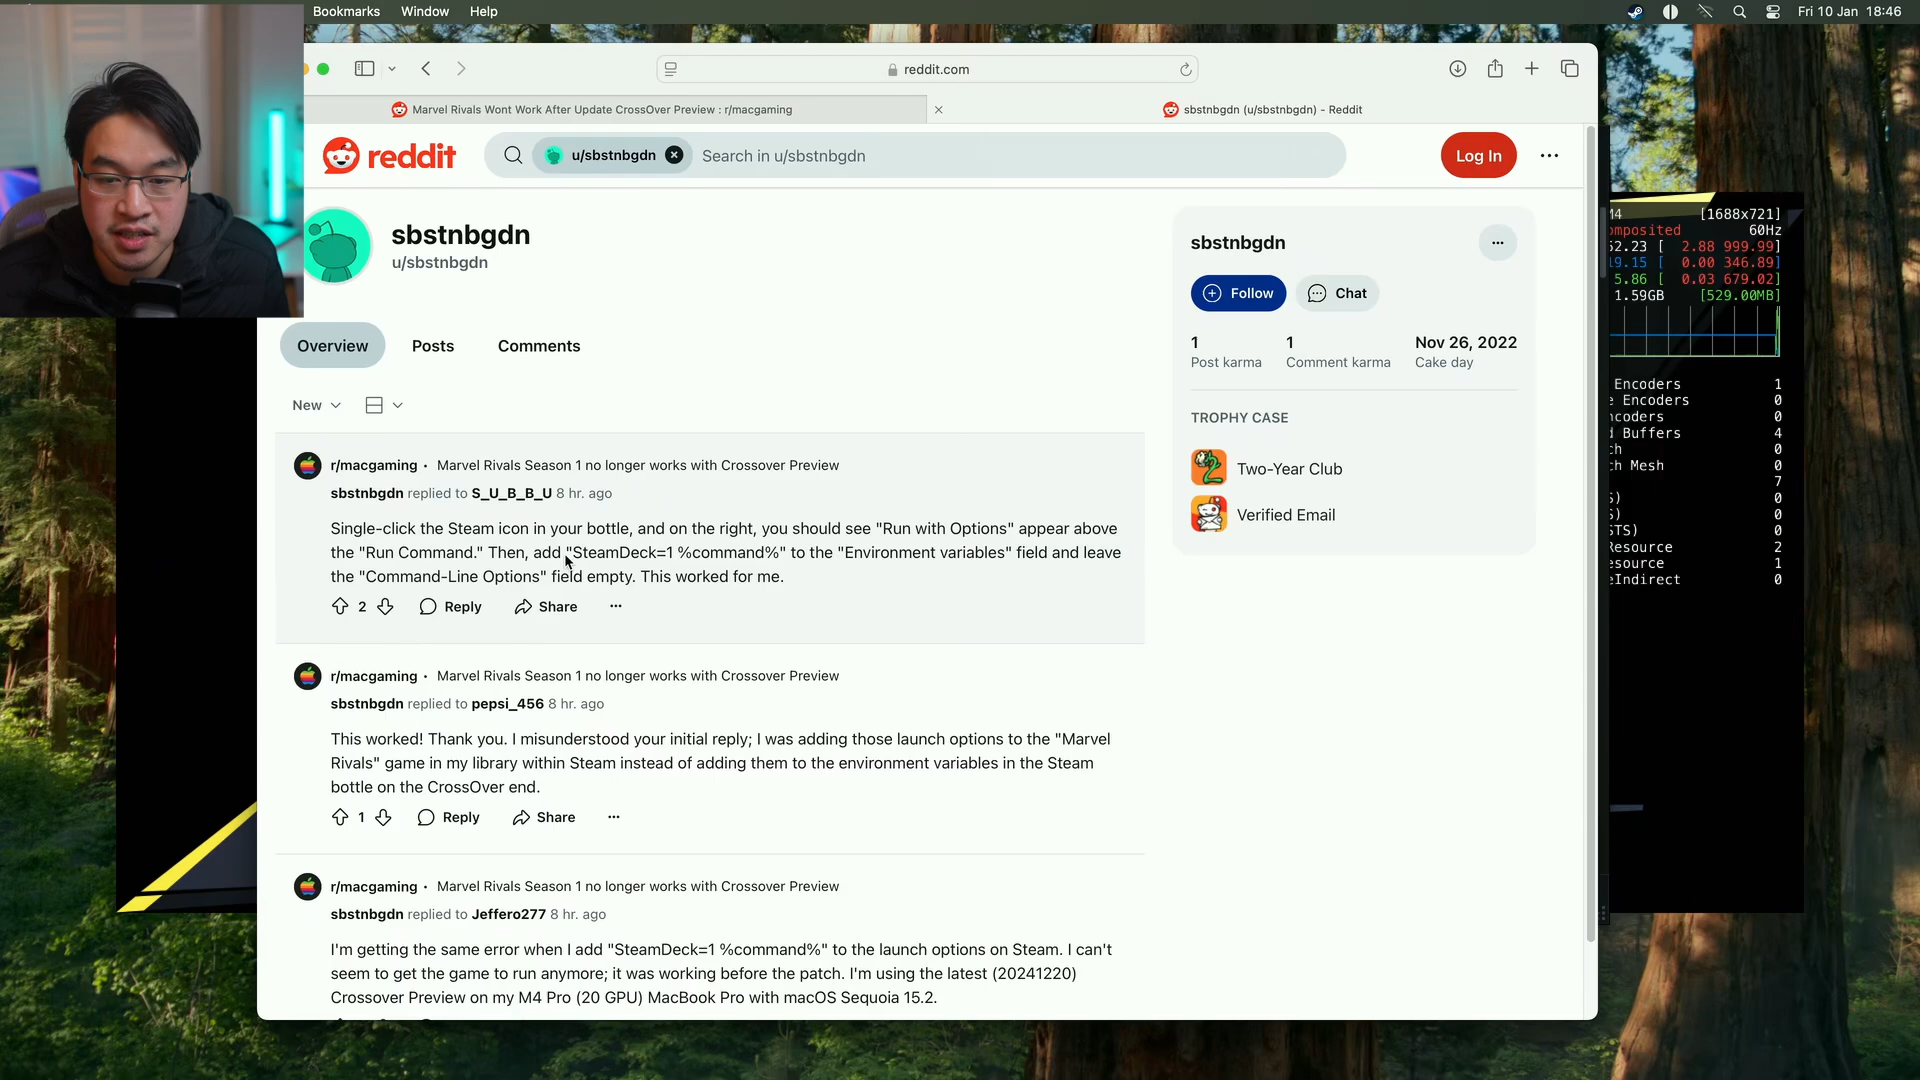 Bookmarks Window Help
Fri 10 Jan 18:46
reddit.com
Marvel Rivals Wont Work After Update CrossOver Preview : r/macgaming
sbstnbgdn (u/sbstnbgdn) - Reddit
reddit
u/sbstnbgdn
Search in u/sbstnbgdn
Log In
sbstnbgdn
u/sbstnbgdn
Overview Posts Comments
New
r/macgaming • Marvel Rivals Season 1 no longer works with Crossover Preview
sbstnbgdn replied to S_U_B_B_U 8 hr. ago
Single-click the Steam icon in your bottle, and on the right, you should see "Run with Options" appear above
the "Run Command." Then, add "SteamDeck=1 %command%" to the "Environment variables" field and leave
the "Command-Line Options" field empty. This worked for me.
2 Reply Share
r/macgaming • Marvel Rivals Season 1 no longer works with Crossover Preview
sbstnbgdn replied to pepsi_456 8 hr. ago
This worked! Thank you. I misunderstood your initial reply; I was adding those launch options to the "Marvel
Rivals" game in my library within Steam instead of adding them to the environment variables in the Steam
bottle on the CrossOver end.
1 Reply Share
r/macgaming • Marvel Rivals Season 1 no longer works with Crossover Preview
sbstnbgdn replied to Jeffero277 8 hr. ago
I'm getting the same error when I add "SteamDeck=1 %command%" to the launch options on Steam. I can't
seem to get the game to run anymore; it was working before the patch. I'm using the latest (20241220)
Crossover Preview on my M4 Pro (20 GPU) MacBook Pro with macOS Sequoia 15.2.
sbstnbgdn
Follow
Chat
1 1 Nov 26, 2022
Post karma Comment karma Cake day
TROPHY CASE
Two-Year Club
Verified Email
[1688x721]
60Hz
[ 2.88 999.99]
[ 0.00 346.89]
5.86 [ 0.03 679.02]
1.59GB [529.00MB]
Encoders 1
Encoders 0
0
Buffers 4
0
Mesh 0
7
0
0
0
2
1
0